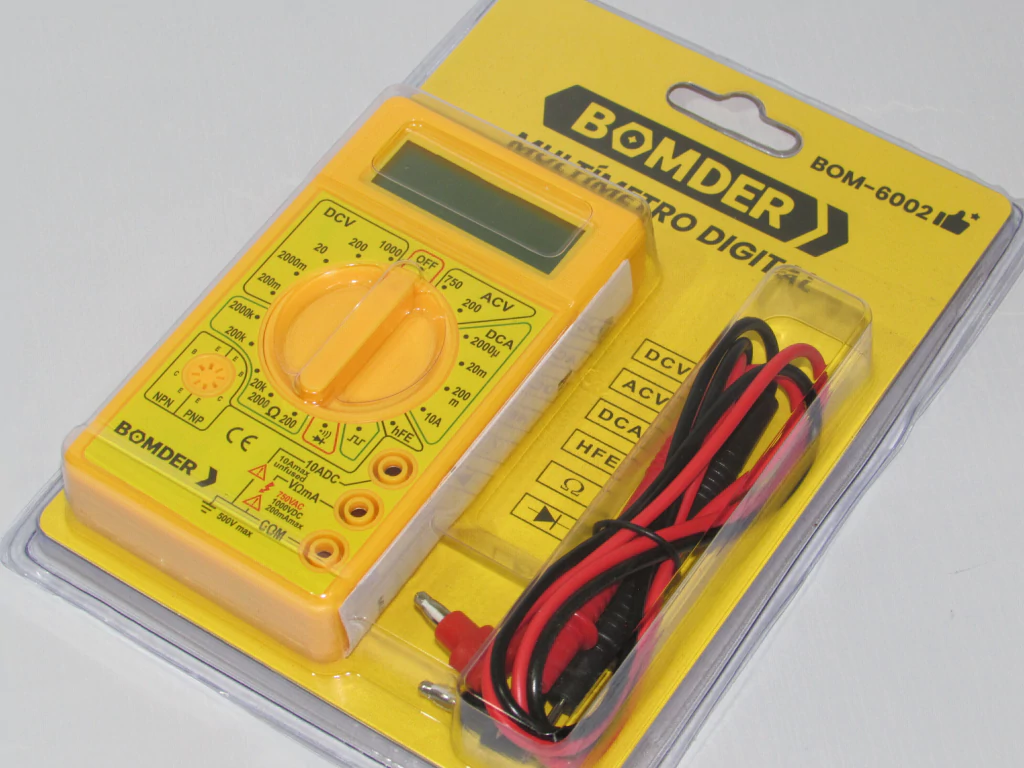 BOMDER
BOM-6002
MULTÍMETRO DIGITAL
DCV
ACV
DCA
HFE
Ω
DCV
1000
200
20
2000m
200m
OFF
750
200
ACV
DCA
2000µ
20m
200
m
10A
hFE
2000k
200k
20k
2000
Ω
200
E
B
C
E
NPN
PNP
BOMDER
CE
10ADC
10Amax
unfused
VΩmA
750VAC
1000VDC
200mAmax
500V max
COM